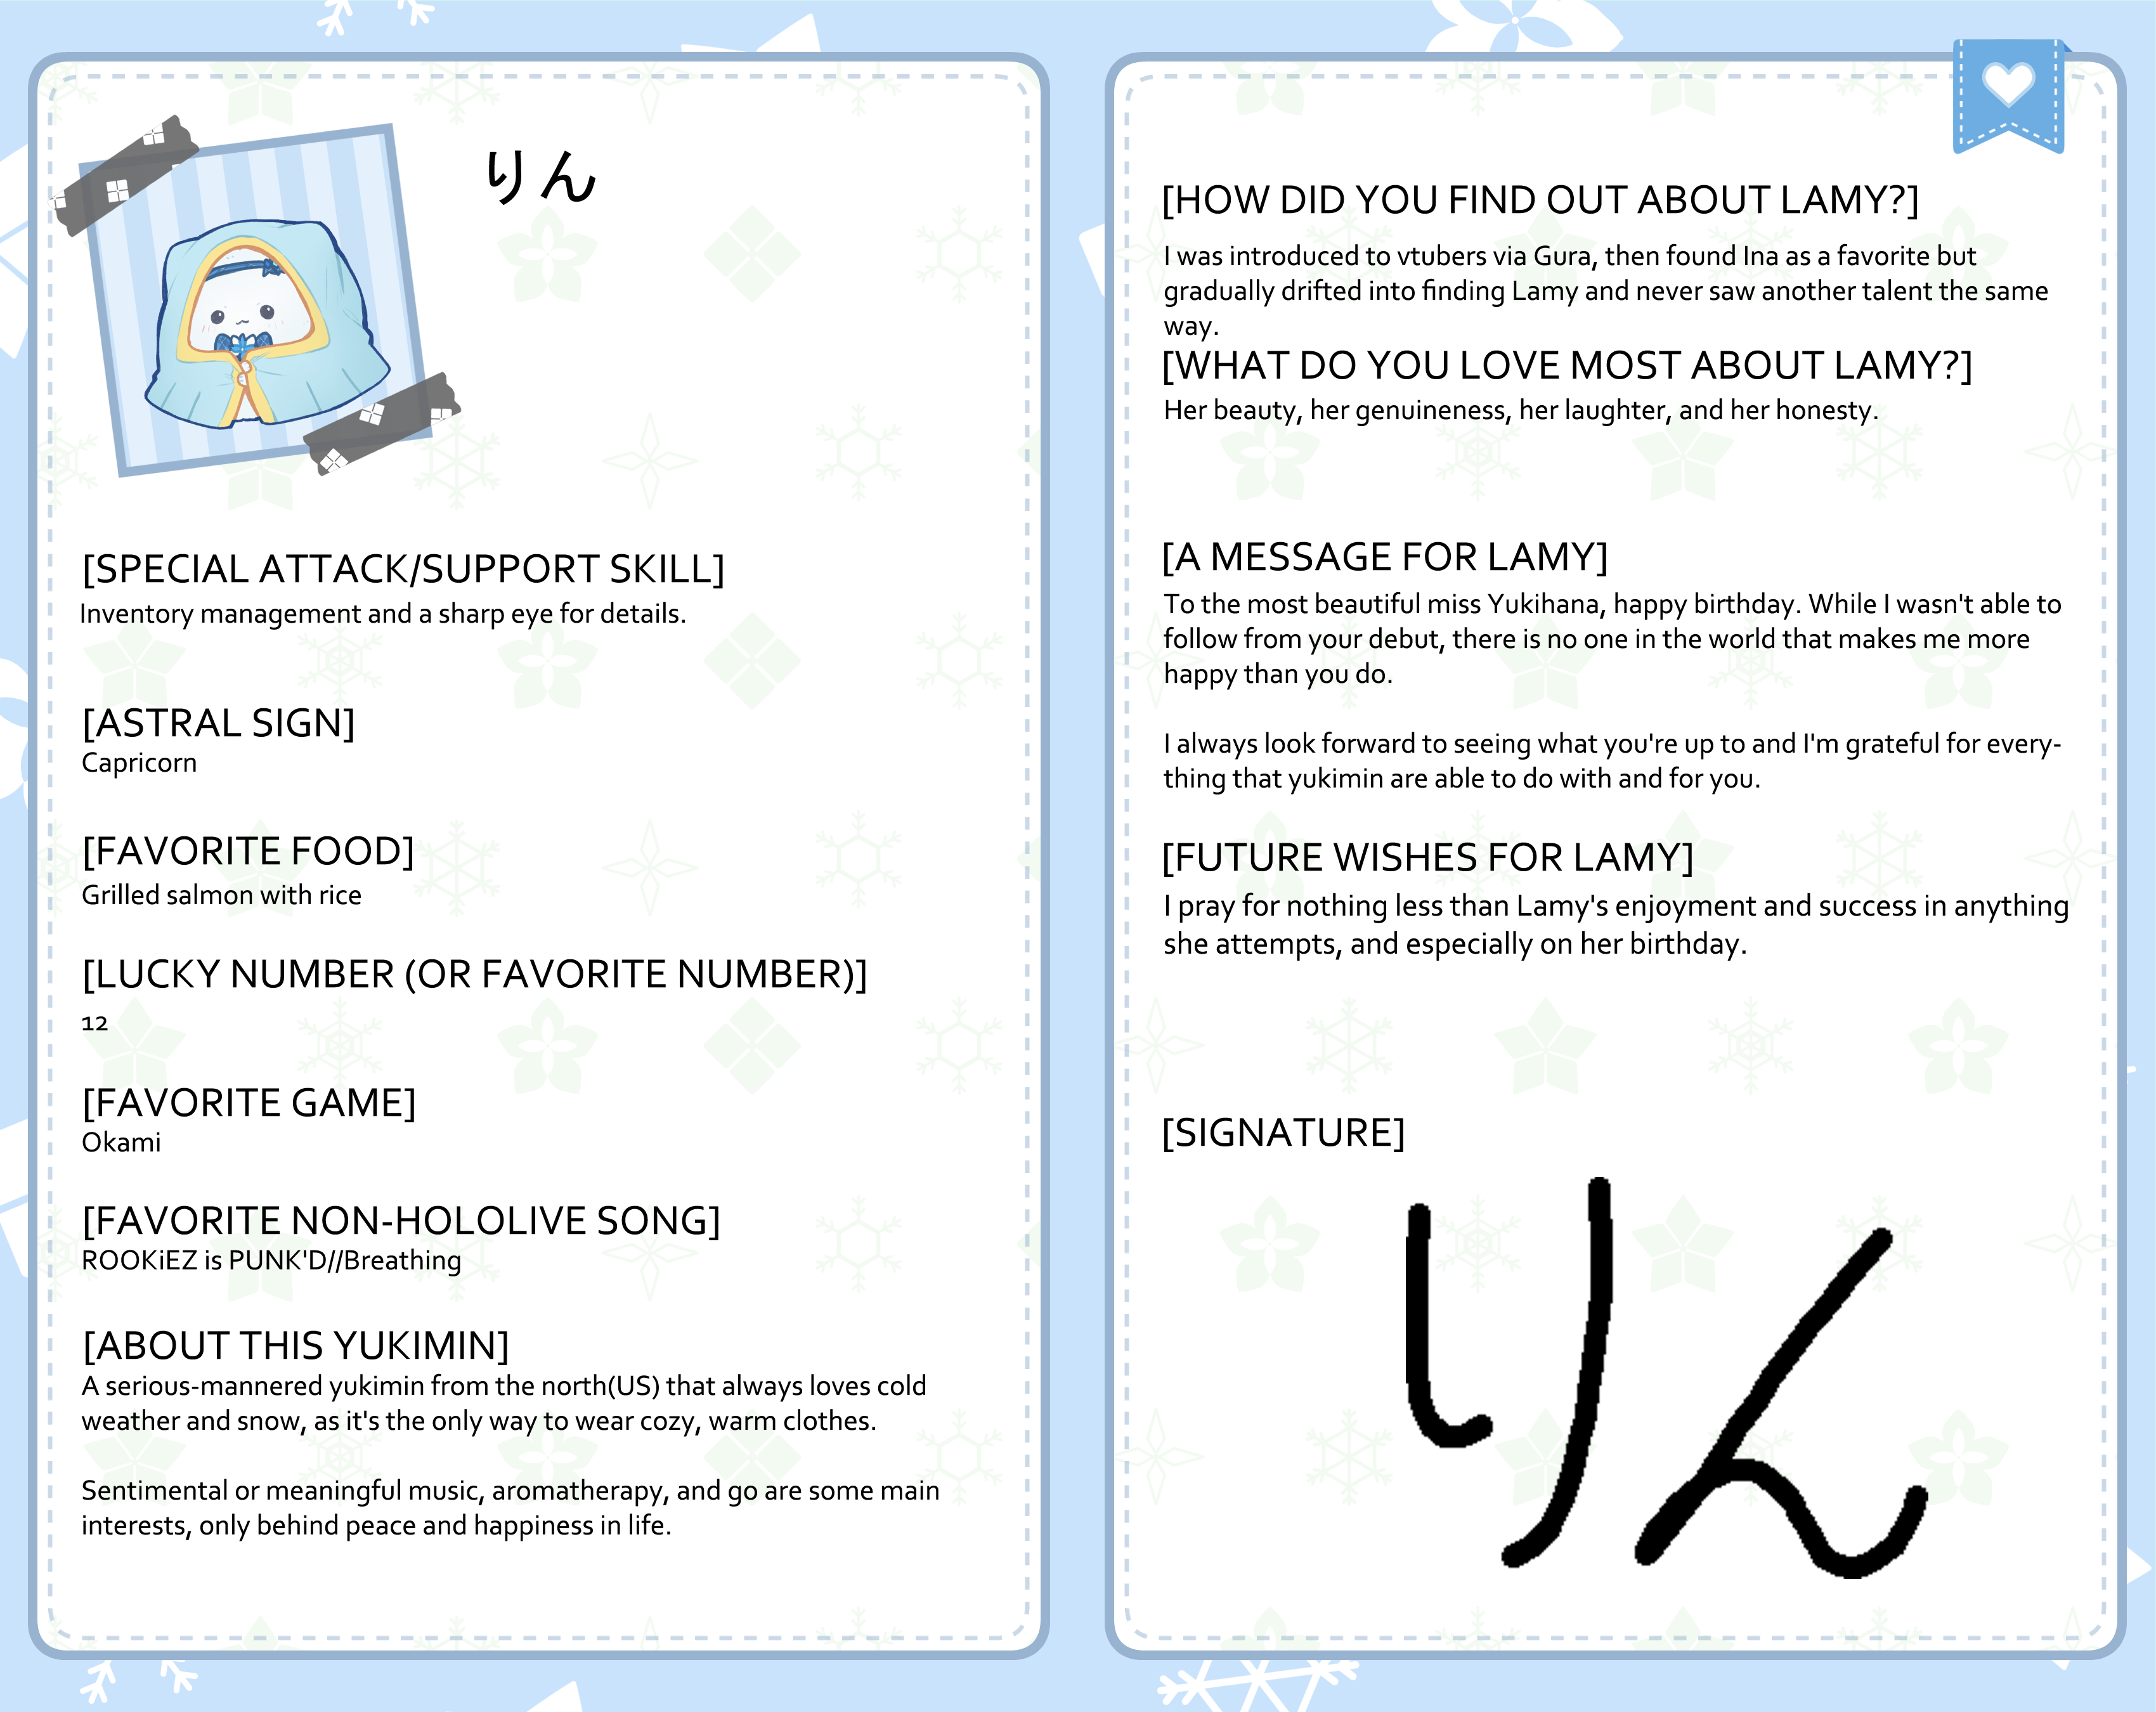 りん
[SPECIAL ATTACK/SUPPORT SKILL]
Inventory management and a sharp eye for details.
[ASTRAL SIGN]
Capricorn
[FAVORITE FOOD]
Grilled salmon with rice
[LUCKY NUMBER (OR FAVORITE NUMBER)]
12
[FAVORITE GAME]
Okami
[FAVORITE NON-HOLOLIVE SONG]
ROOKiEZ is PUNK'D//Breathing
[ABOUT THIS YUKIMIN]
A serious-mannered yukimin from the north(US) that always loves cold
weather and snow, as it's the only way to wear cozy, warm clothes.
Sentimental or meaningful music, aromatherapy, and go are some main
interests, only behind peace and happiness in life.
[HOW DID YOU FIND OUT ABOUT LAMY?]
I was introduced to vtubers via Gura, then found Ina as a favorite but
gradually drifted into finding Lamy and never saw another talent the same
way.
[WHAT DO YOU LOVE MOST ABOUT LAMY?]
Her beauty, her genuineness, her laughter, and her honesty.
[A MESSAGE FOR LAMY]
To the most beautiful miss Yukihana, happy birthday. While I wasn't able to
follow from your debut, there is no one in the world that makes me more
happy than you do.
I always look forward to seeing what you're up to and I'm grateful for every-
thing that yukimin are able to do with and for you.
[FUTURE WISHES FOR LAMY]
I pray for nothing less than Lamy's enjoyment and success in anything
she attempts, and especially on her birthday.
[SIGNATURE]
りん